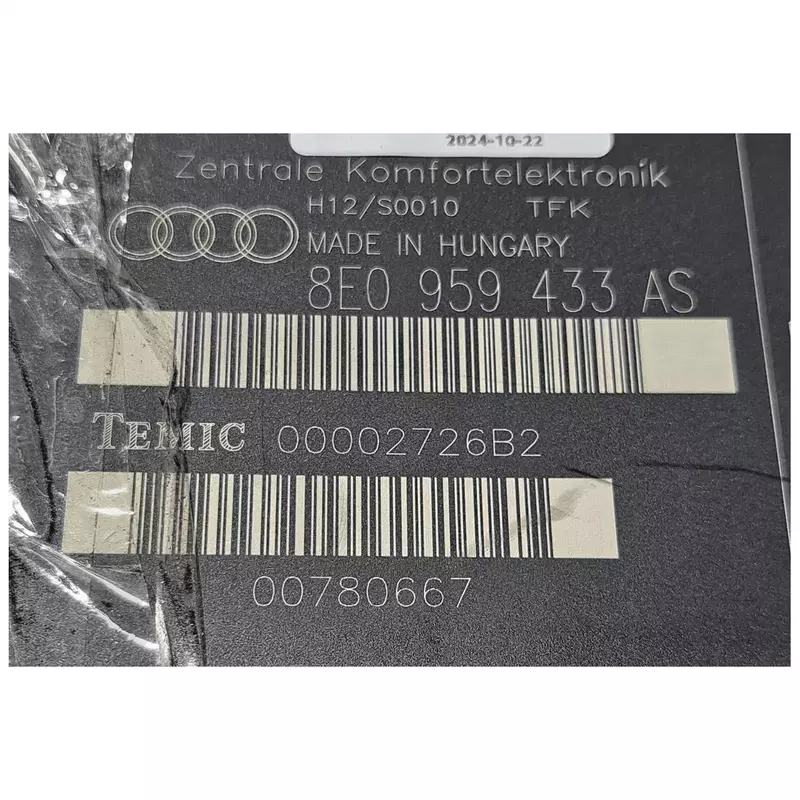 2024-10-22
Zentrale Komfortelektronik
H12/S0010 TFK
MADE IN HUNGARY
8E0 959 433 AS
TEMIC 00002726B2
00780667